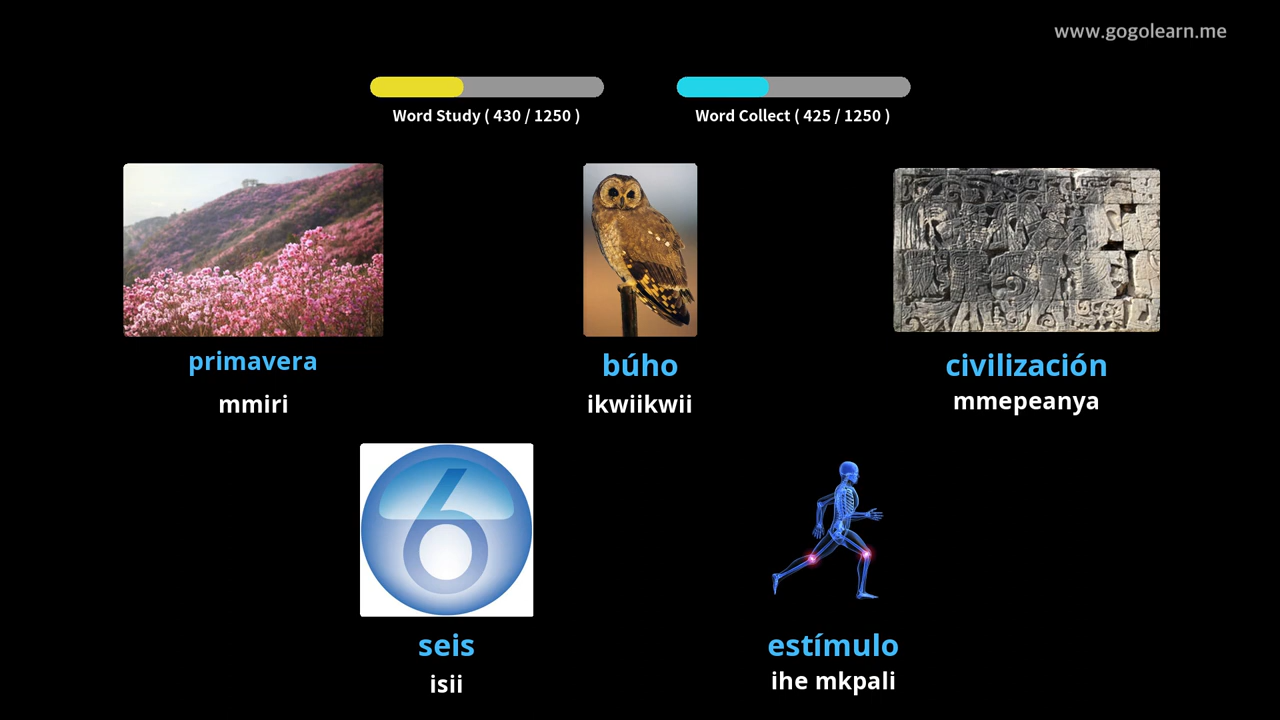 www.gogolearn.me
Word Study ( 430 / 1250 )
Word Collect ( 425 / 1250 )
primavera
mmiri
búho
ikwiikwii
civilización
mmepeanya
6
seis
isii
estímulo
ihe mkpali